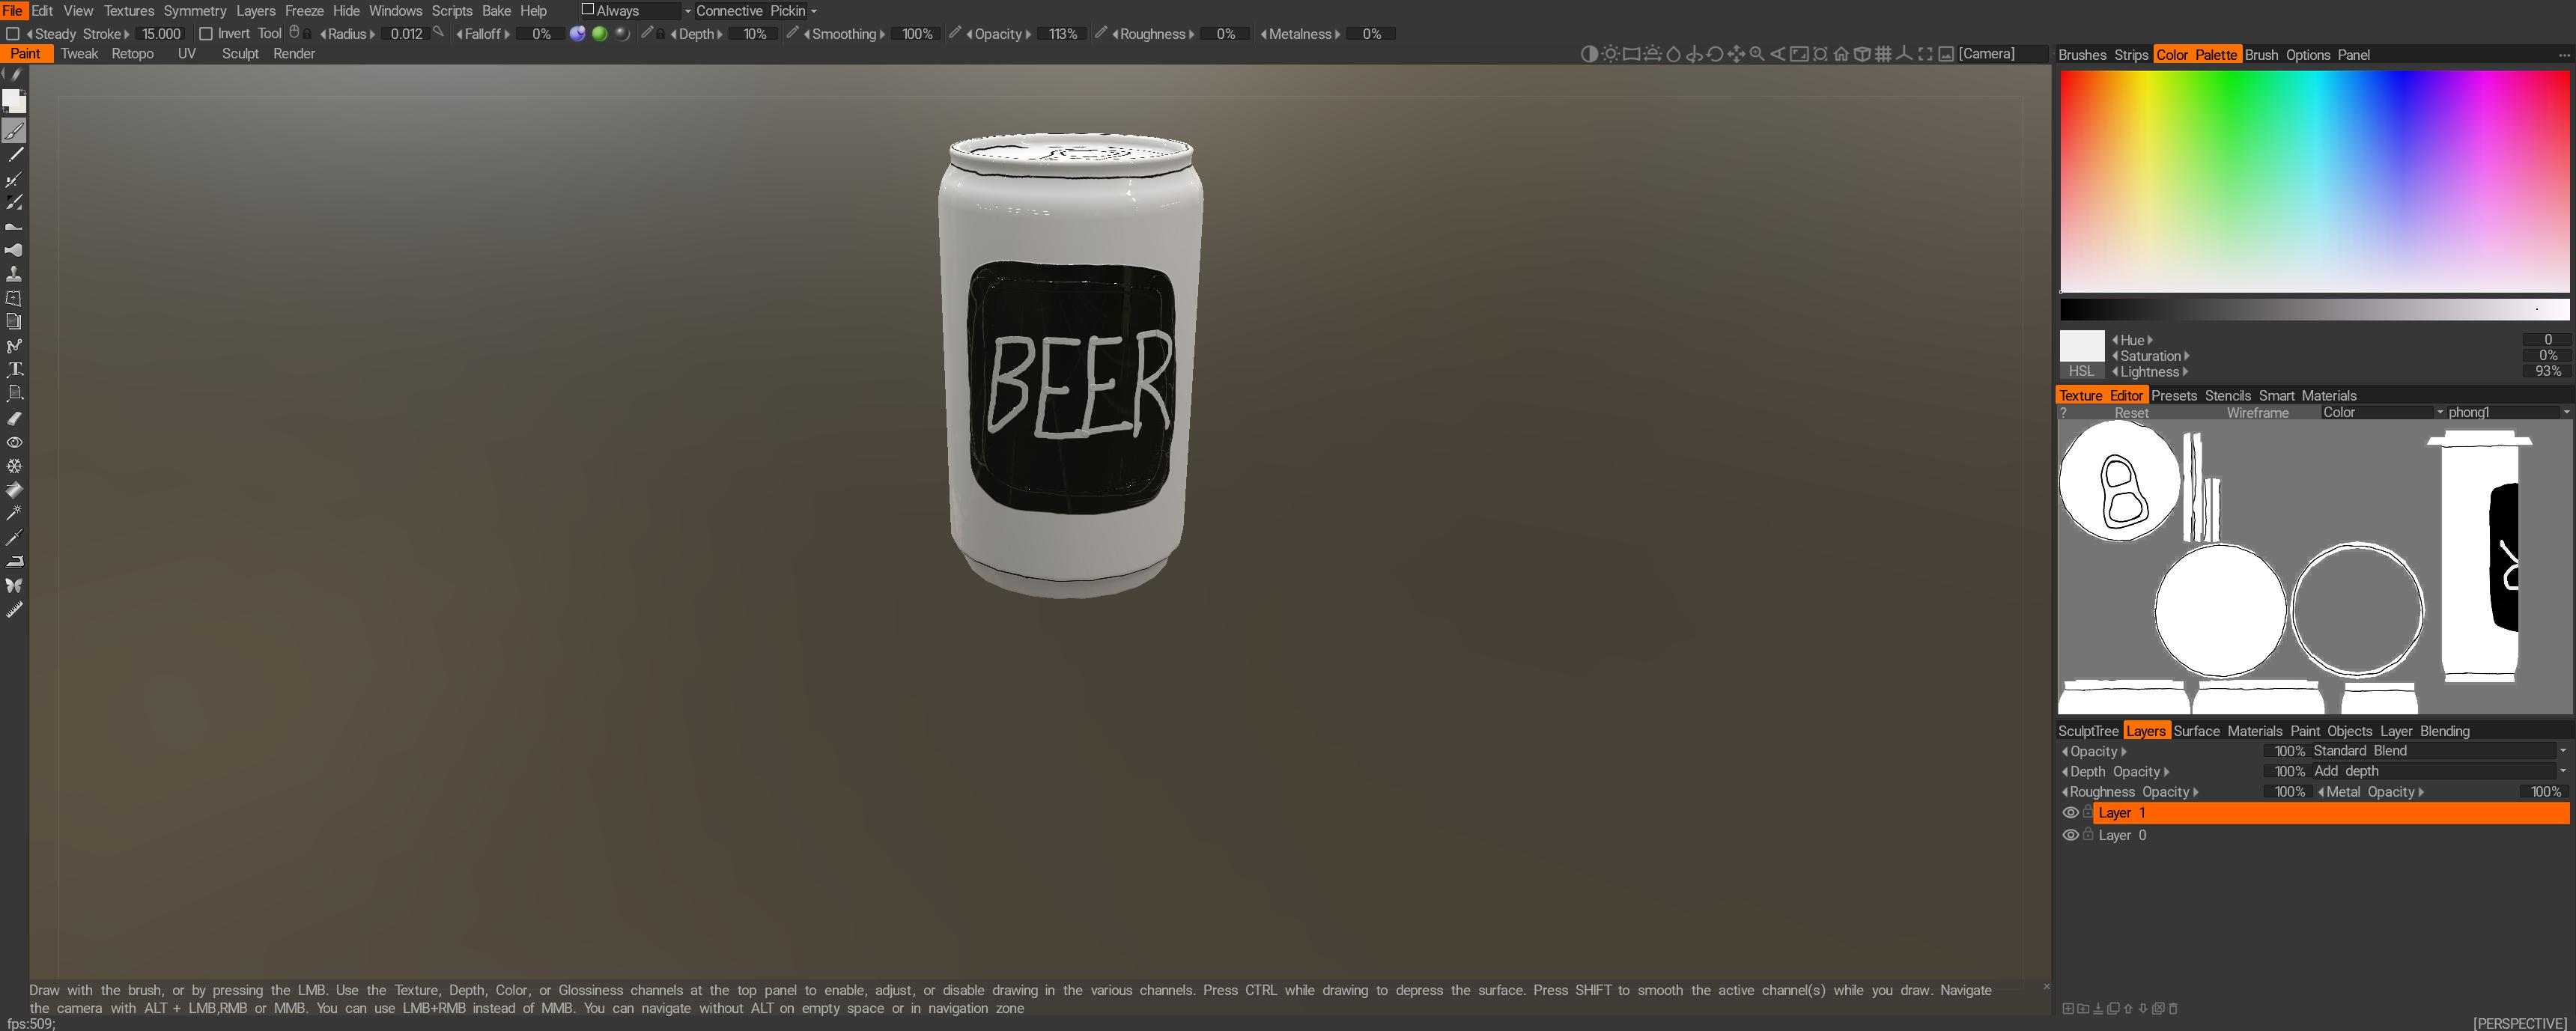 File Edit View Textures Symmetry Layers Freeze Hide Windows Scripts Bake Help Always Connective Pickin
Steady Stroke 15.000 Invert Tool Radius 0.012 Falloff 0% Depth 10% Smoothing 100% Opacity 113% Roughness 0% Metalness 0%
Paint Tweak Retopo UV Sculpt Render [Camera]
Brushes Strips Color Palette Brush Options Panel
BEER
Hue 0
Saturation 0%
HSL Lightness 93%
Texture Editor Presets Stencils Smart Materials
? Reset Wireframe Color phong1
SculptTree Layers Surface Materials Paint Objects Layer Blending
Opacity 100% Standard Blend
Depth Opacity 100% Add depth
Roughness Opacity 100% Metal Opacity 100%
Layer 1
Layer 0
Draw with the brush, or by pressing the LMB. Use the Texture, Depth, Color, or Glossiness channels at the top panel to enable, adjust, or disable drawing in the various channels. Press CTRL while drawing to depress the surface. Press SHIFT to smooth the active channel(s) while you draw. Navigate
the camera with ALT + LMB,RMB or MMB. You can use LMB+RMB instead of MMB. You can navigate without ALT on empty space or in navigation zone
fps:509;
[PERSPECTIVE]